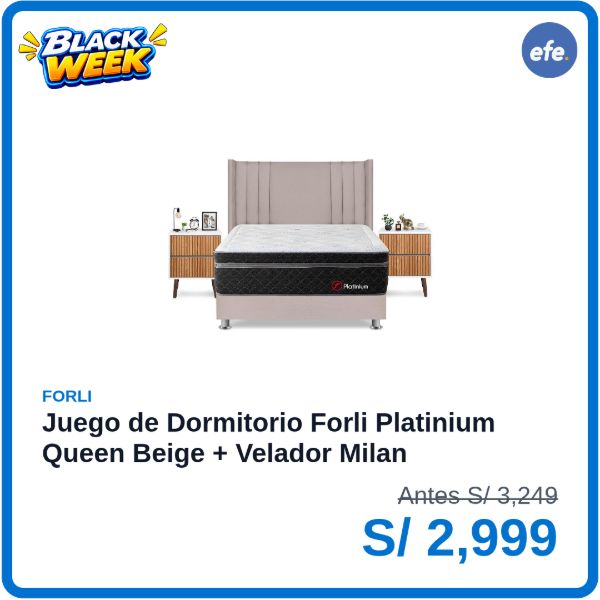 BLACK
WEEK
efe.
Platinium
FORLI
Juego de Dormitorio Forli Platinium
Queen Beige + Velador Milan
Antes S/ 3,249
S/ 2,999